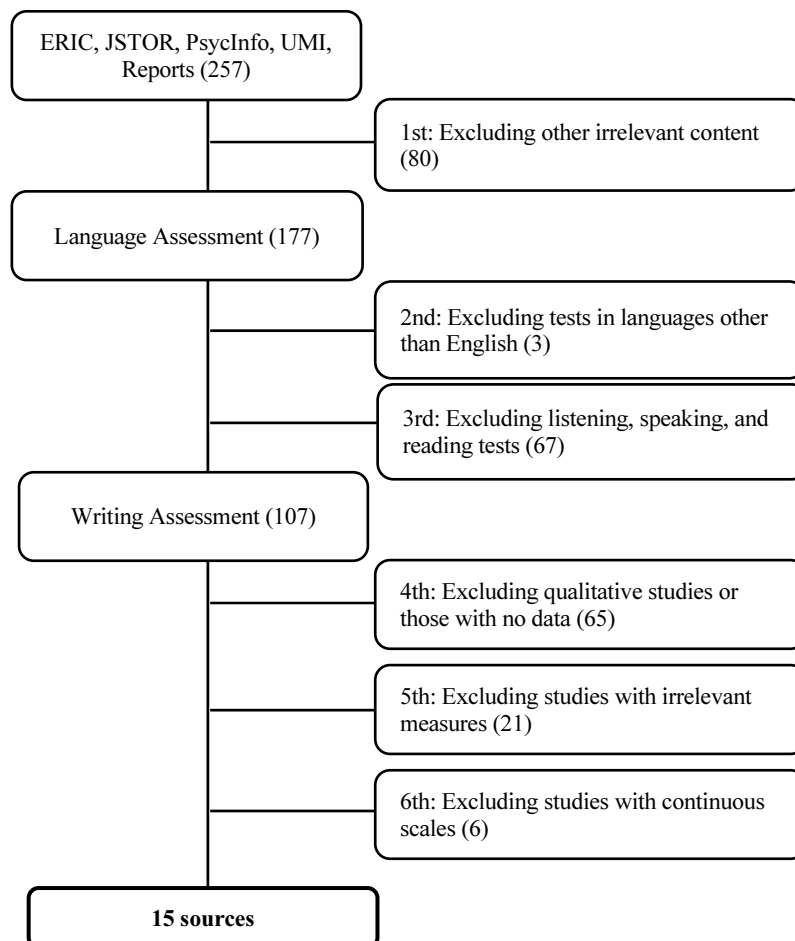 ERIC, JSTOR, PsycInfo, UMI,
Reports (257)
1st: Excluding other irrelevant content
(80)
Language Assessment (177)
2nd: Excluding tests in languages other
than English (3)
3rd: Excluding listening, speaking, and
reading tests (67)
Writing Assessment (107)
4th: Excluding qualitative studies or
those with no data (65)
5th: Excluding studies with irrelevant
measures (21)
6th: Excluding studies with continuous
scales (6)
15 sources